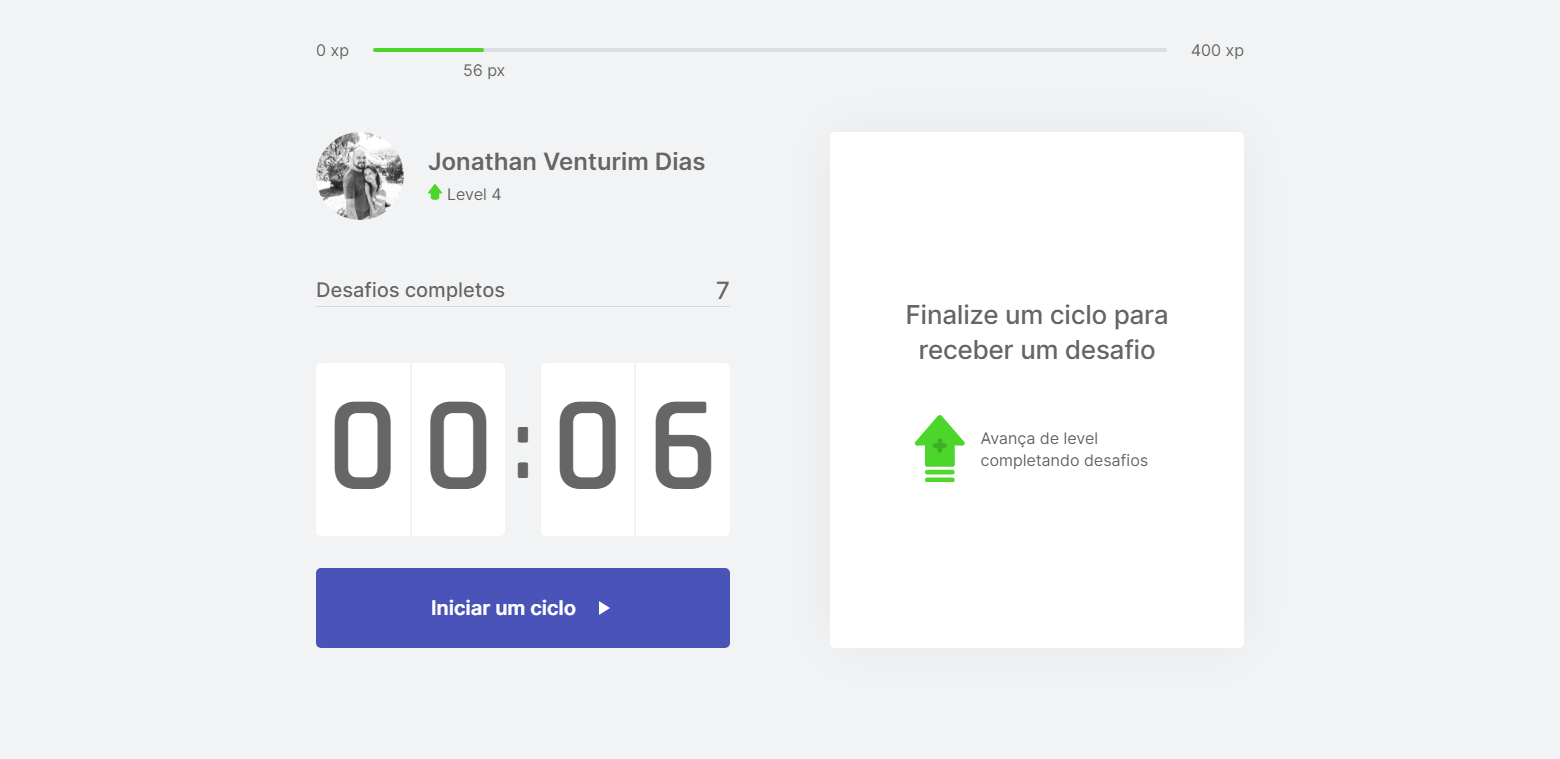 0 xp
400 xp
56 px
Jonathan Venturim Dias
Level 4
Desafios completos 7
00:06
Iniciar um ciclo
Finalize um ciclo para
receber um desafio
Avança de level
completando desafios